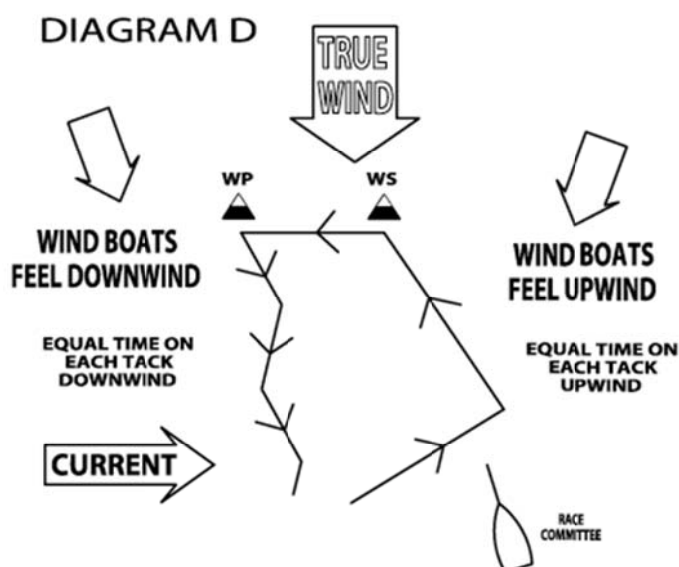 DIAGRAM D
TRUE
WIND
WP
WS
WIND BOATS
FEEL DOWNWIND
WIND BOATS
FEEL UPWIND
EQUAL TIME ON
EACH TACK
DOWNWIND
EQUAL TIME ON
EACH TACK
UPWIND
CURRENT
RACE
COMMITTEE